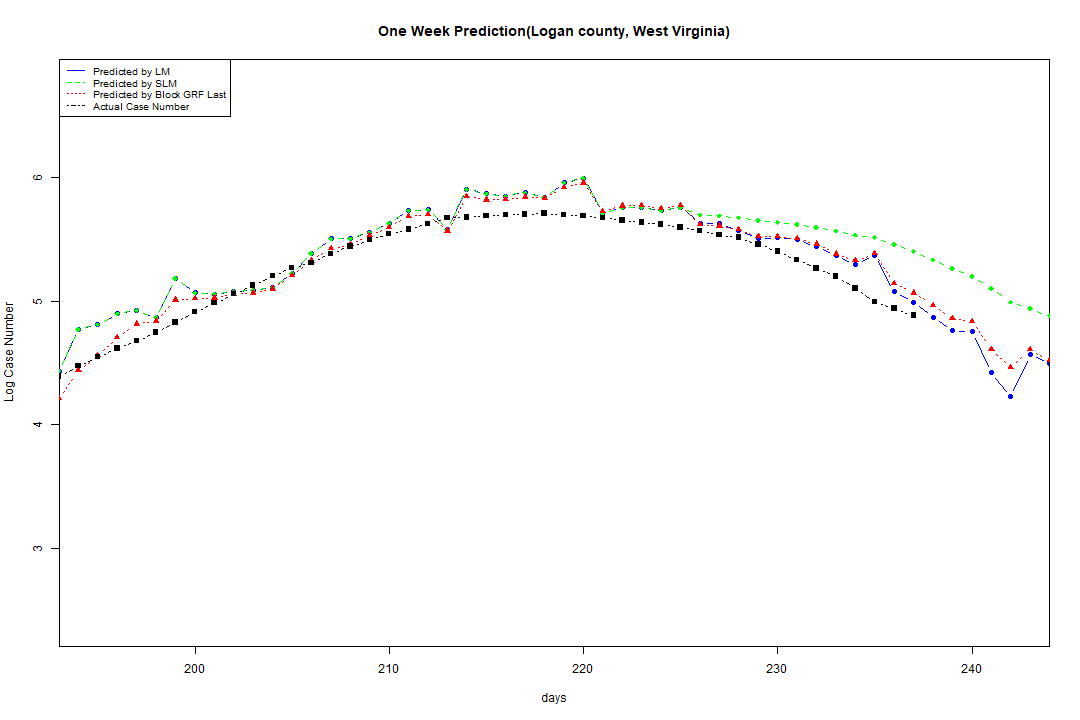 One Week Prediction(Logan county, West Virginia)
Predicted by LM
Predicted by SLM
Predicted by Block GRF Last
Actual Case Number
6
5
4
3
Log Case Number
200 210 220 230 240
days